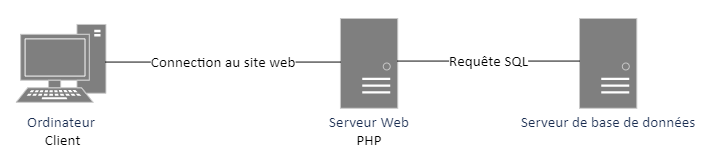 Connection au site web
Requête SQL
Ordinateur
Client
Serveur Web
PHP
Serveur de base de données